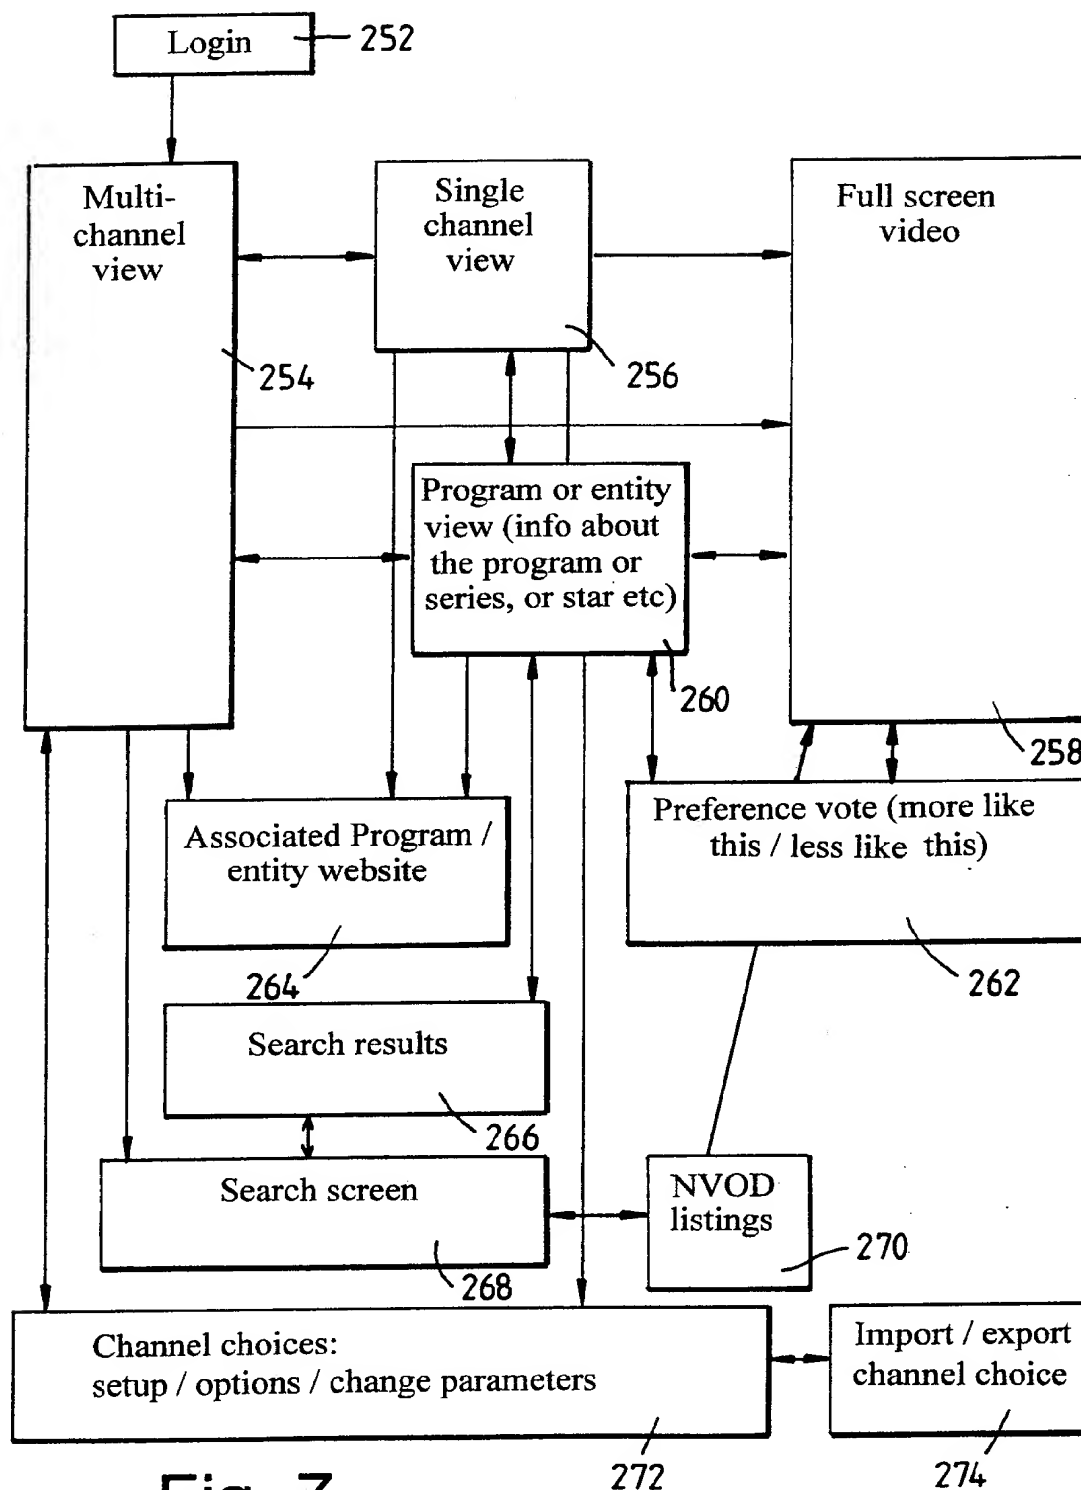 Login
252
Multi-
channel
view
254
Single
channel
view
256
Full screen
video
258
Program or entity
view (info about
the program or
series, or star etc)
260
Preference vote (more like
this / less like this)
262
Associated Program /
entity website
264
Search results
266
Search screen
268
NVOD
listings
270
Channel choices:
setup / options / change parameters
272
Import / export
channel choice
274
Fig. 7